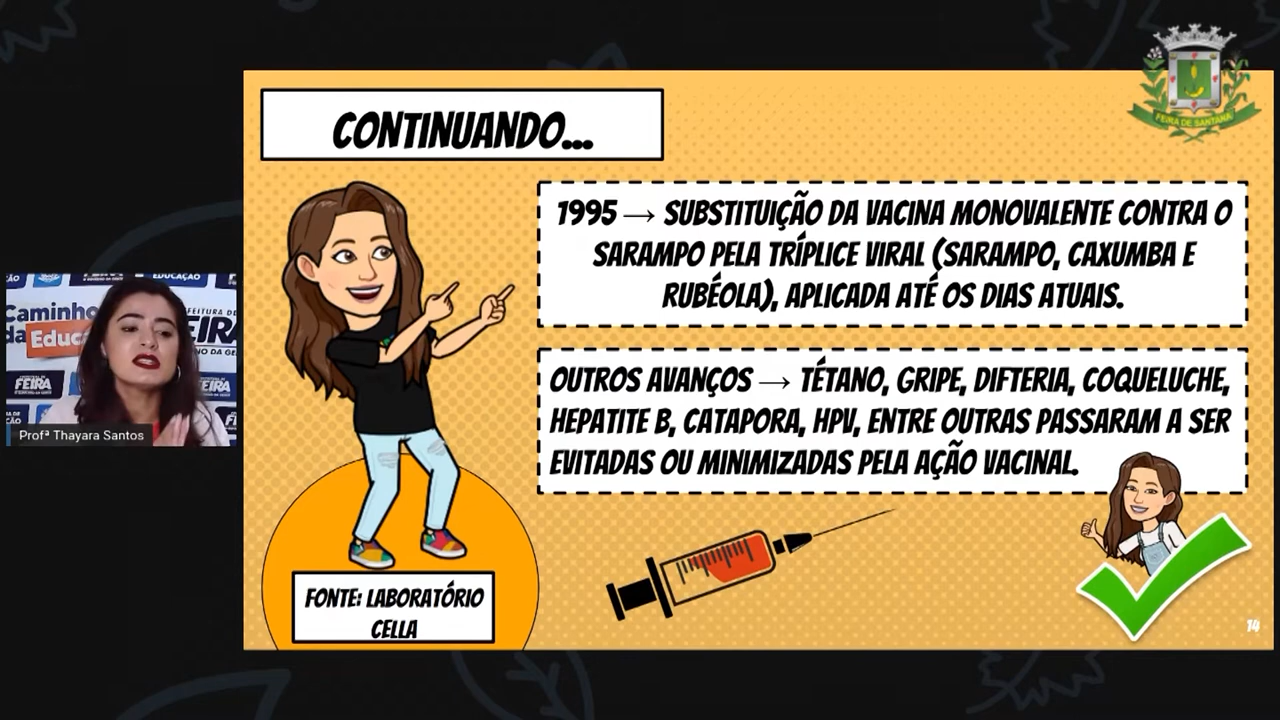 CONTINUANDO...
FEIRA DE SANTANA
1995 → SUBSTITUIÇÃO DA VACINA MONOVALENTE CONTRA O
SARAMPO PELA TRÍPLICE VIRAL (SARAMPO, CAXUMBA E
RUBÉOLA), APLICADA ATÉ OS DIAS ATUAIS.
OUTROS AVANÇOS → TÉTANO, GRIPE, DIFTERIA, COQUELUCHE,
HEPATITE B, CATAPORA, HPV, ENTRE OUTRAS PASSARAM A SER
EVITADAS OU MINIMIZADAS PELA AÇÃO VACINAL.
EDUCAÇÃO
Caminho
da Educ
EIRA
FEIRA
FEIRA
Profª Thayara Santos
FONTE: LABORATÓRIO
CELLA
14